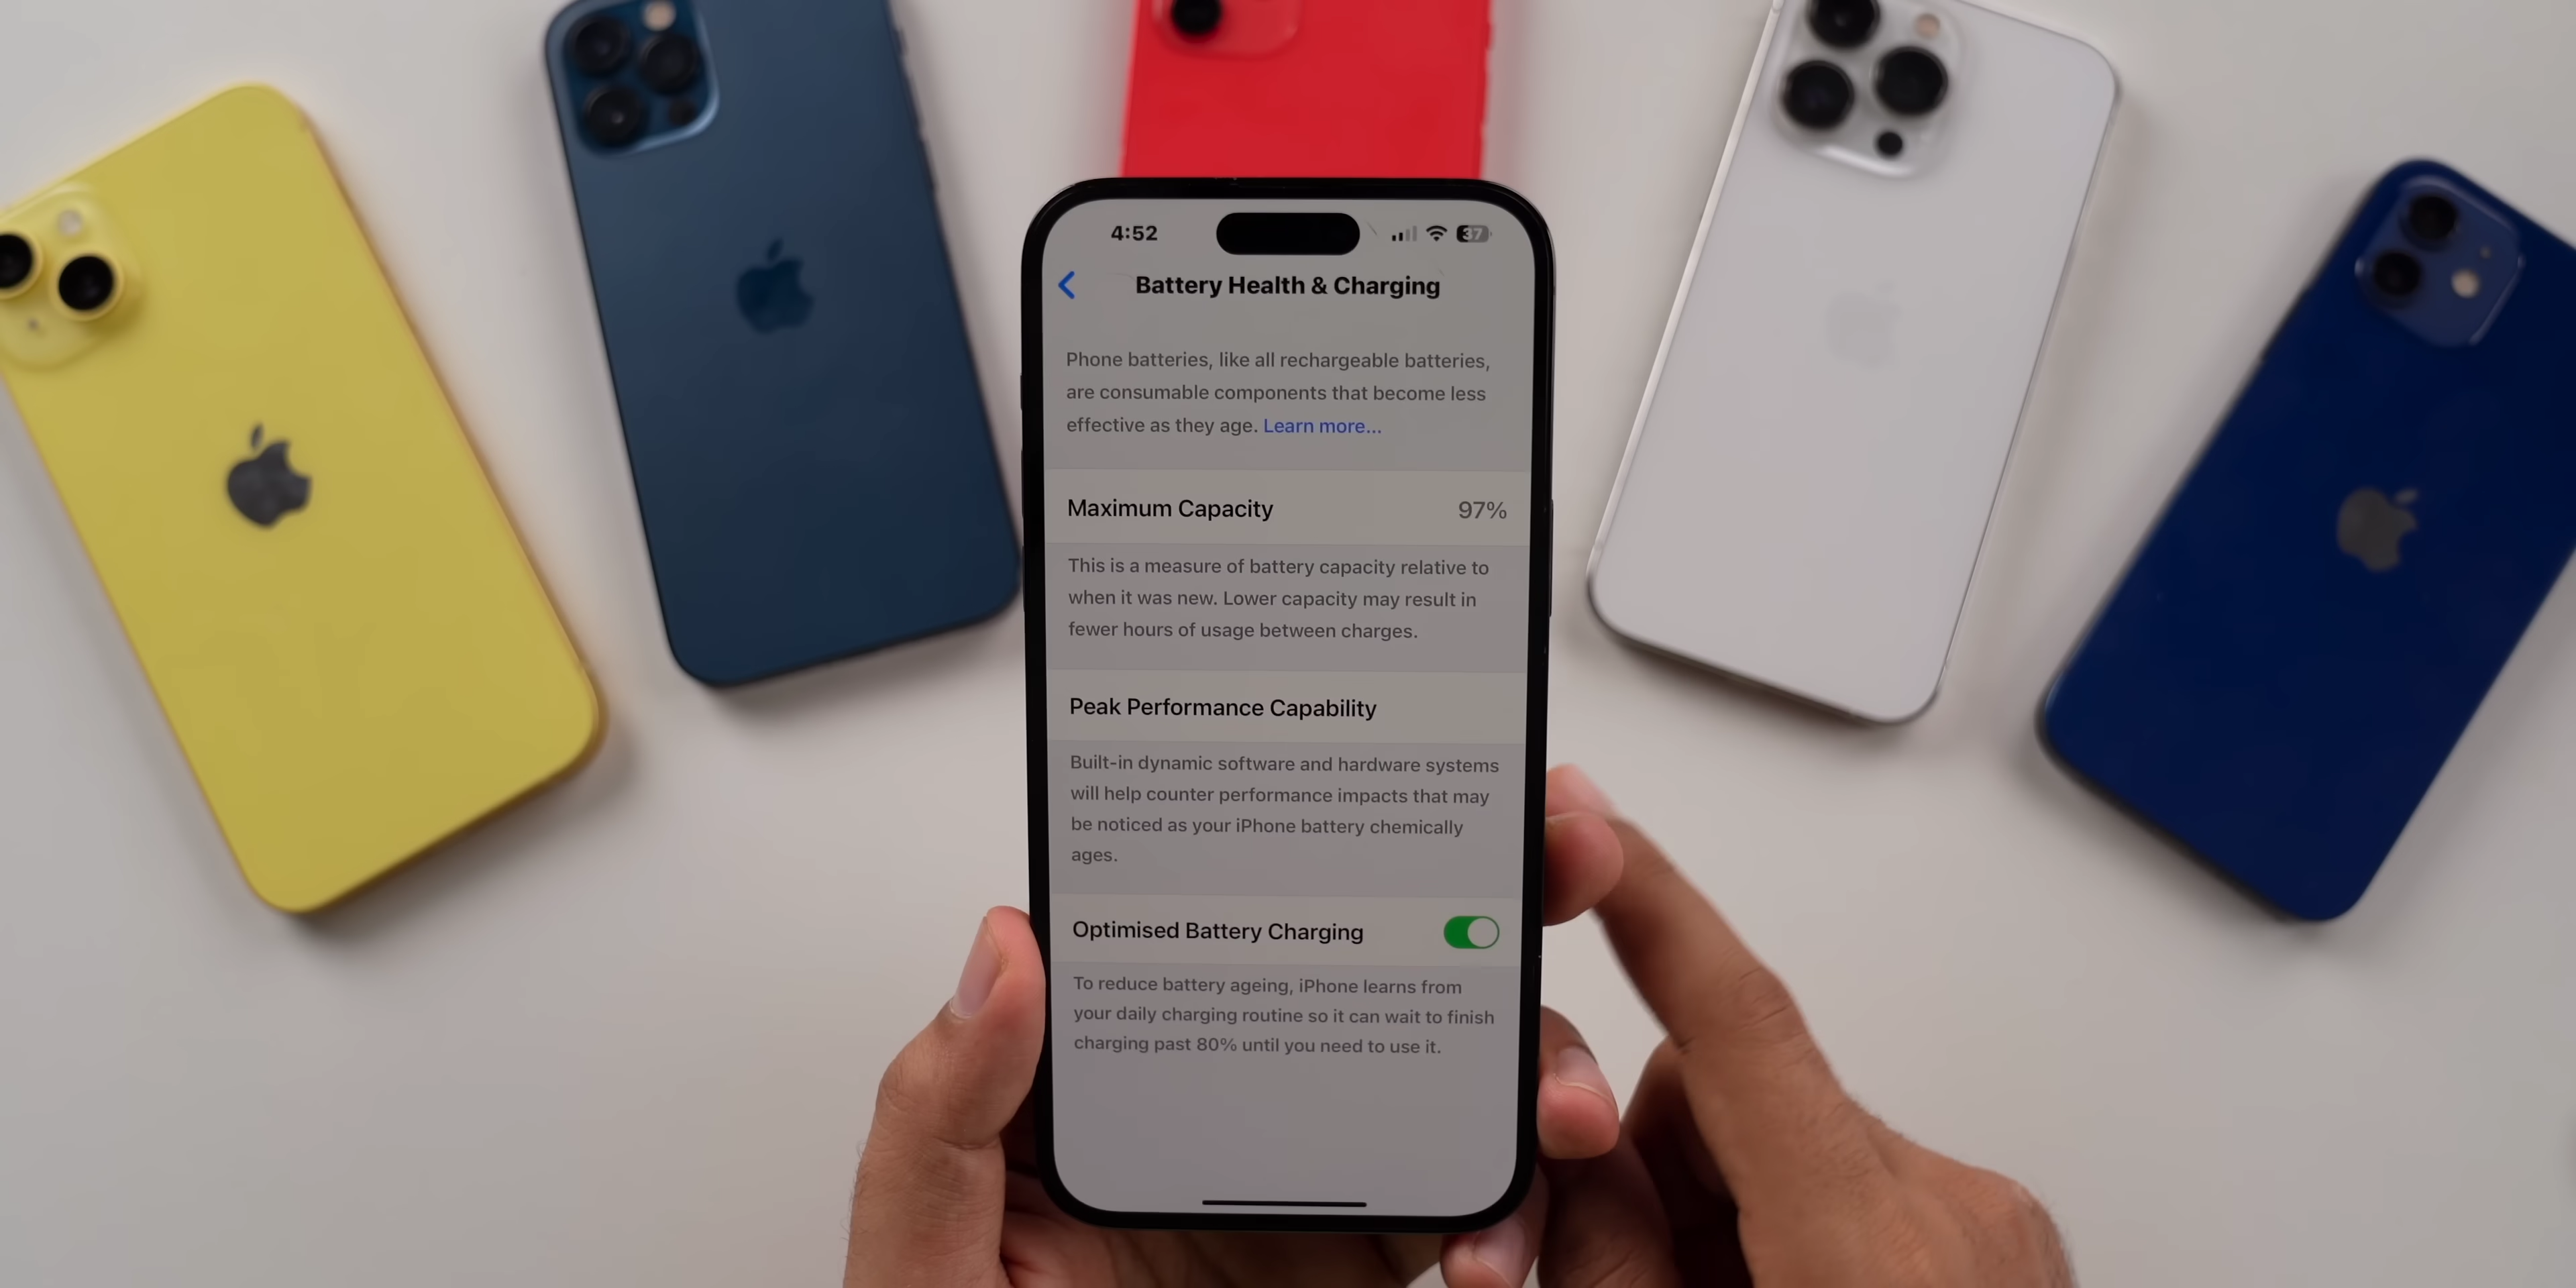 4:52
37
Battery Health & Charging
Phone batteries, like all rechargeable batteries,
are consumable components that become less
effective as they age. Learn more...
Maximum Capacity 97%
This is a measure of battery capacity relative to
when it was new. Lower capacity may result in
fewer hours of usage between charges.
Peak Performance Capability
Built-in dynamic software and hardware systems
will help counter performance impacts that may
be noticed as your iPhone battery chemically
ages.
Optimised Battery Charging
To reduce battery ageing, iPhone learns from
your daily charging routine so it can wait to finish
charging past 80% until you need to use it.